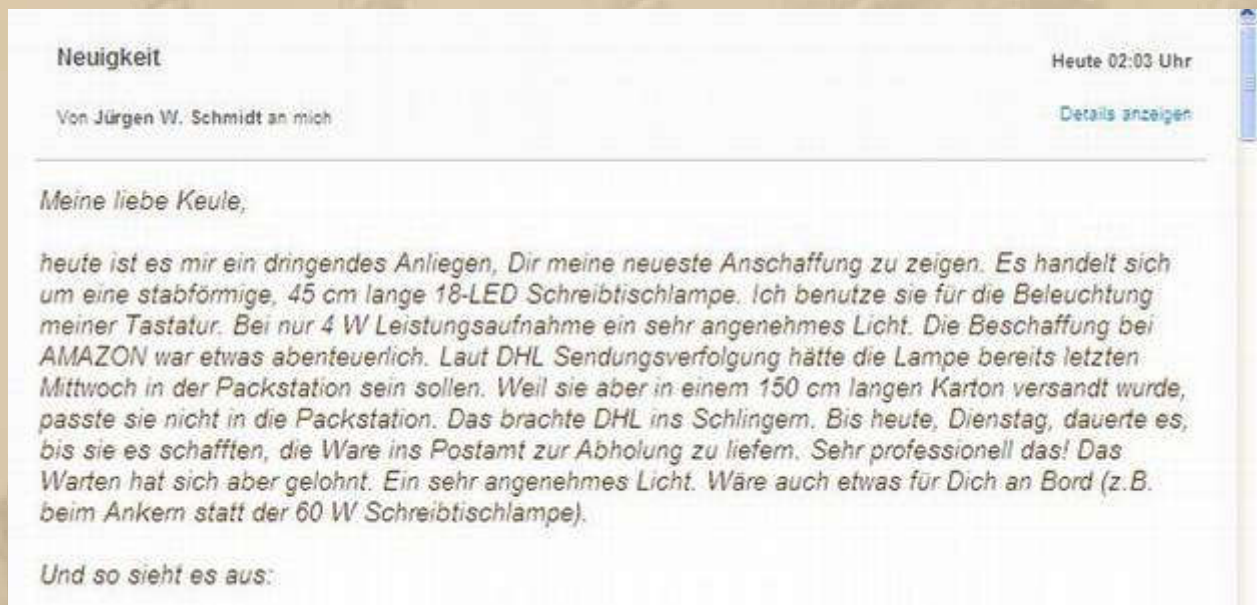 Neuigkeit
Heute 02:03 Uhr
Von Jürgen W. Schmidt an mich
Details anzeigen
Meine liebe Keule,
heute ist es mir ein dringendes Anliegen, Dir meine neueste Anschaffung zu zeigen. Es handelt sich
um eine stabförmige, 45 cm lange 18-LED Schreibtischlampe. Ich benutze sie für die Beleuchtung
meiner Tastatur. Bei nur 4 W Leistungsaufnahme ein sehr angenehmes Licht. Die Beschaffung bei
AMAZON war etwas abenteuerlich. Laut DHL Sendungsverfolgung hätte die Lampe bereits letzten
Mittwoch in der Packstation sein sollen. Weil sie aber in einem 150 cm langen Karton versandt wurde,
passte sie nicht in die Packstation. Das brachte DHL ins Schlingern. Bis heute, Dienstag, dauerte es,
bis sie es schafften, die Ware ins Postamt zur Abholung zu liefern. Sehr professionell das! Das
Warten hat sich aber gelohnt. Ein sehr angenehmes Licht. Wäre auch etwas für Dich an Bord (z.B.
beim Ankern statt der 60 W Schreibtischlampe).
Und so sieht es aus: